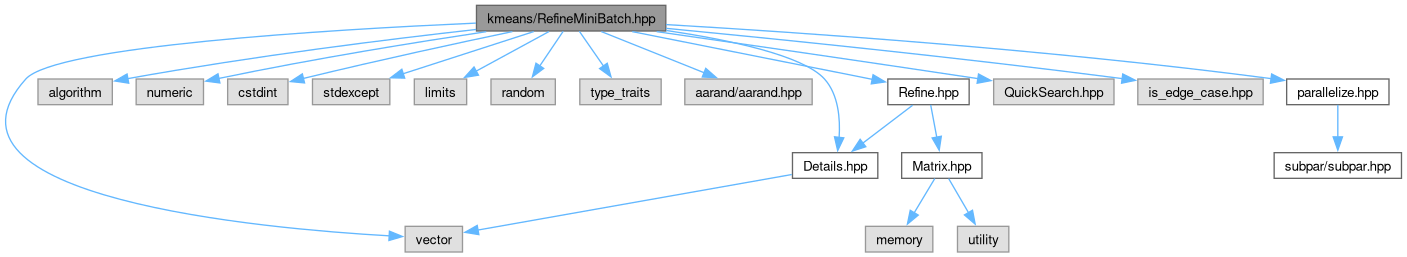 kmeans/RefineMiniBatch.hpp
algorithm
numeric
cstdint
stdexcept
limits
random
type_traits
aarand/aarand.hpp
Refine.hpp
QuickSearch.hpp
is_edge_case.hpp
parallelize.hpp
Details.hpp
Matrix.hpp
subpar/subpar.hpp
vector
memory
utility